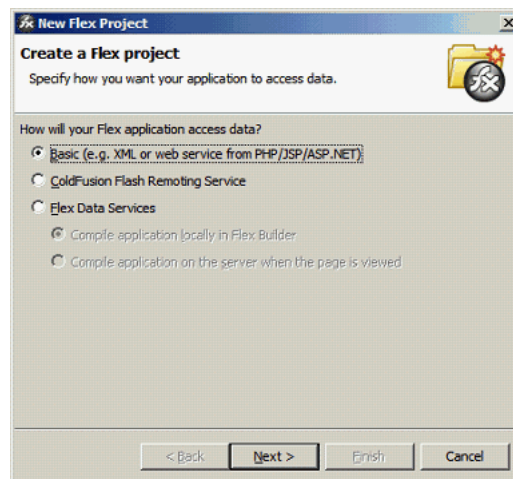 New Flex Project
Create a Flex project
Specify how you want your application to access data.
How will your Flex application access data?
Basic (e.g. XML or web service from PHP/JSP/ASP.NET)
ColdFusion Flash Remoting Service
Flex Data Services
Compile application locally in Flex Builder
Compile application on the server when the page is viewed
< Back Next > Finish Cancel